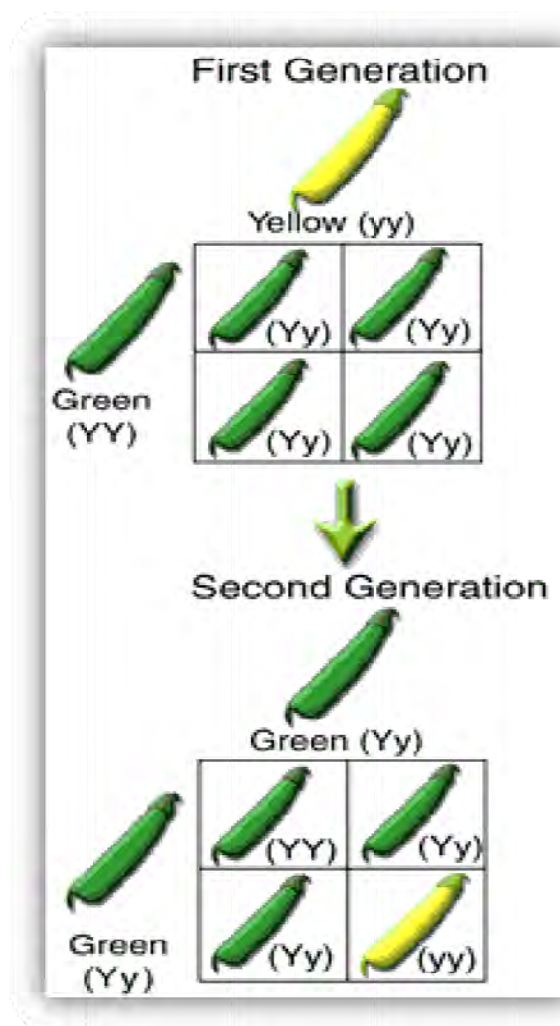 First Generation
Yellow (yy)
(Yy) (Yy)
Green
(YY)
(Yy) (Yy)
Second Generation
Green (Yy)
(YY) (Yy)
Green
(Yy)
(Yy) (yy)